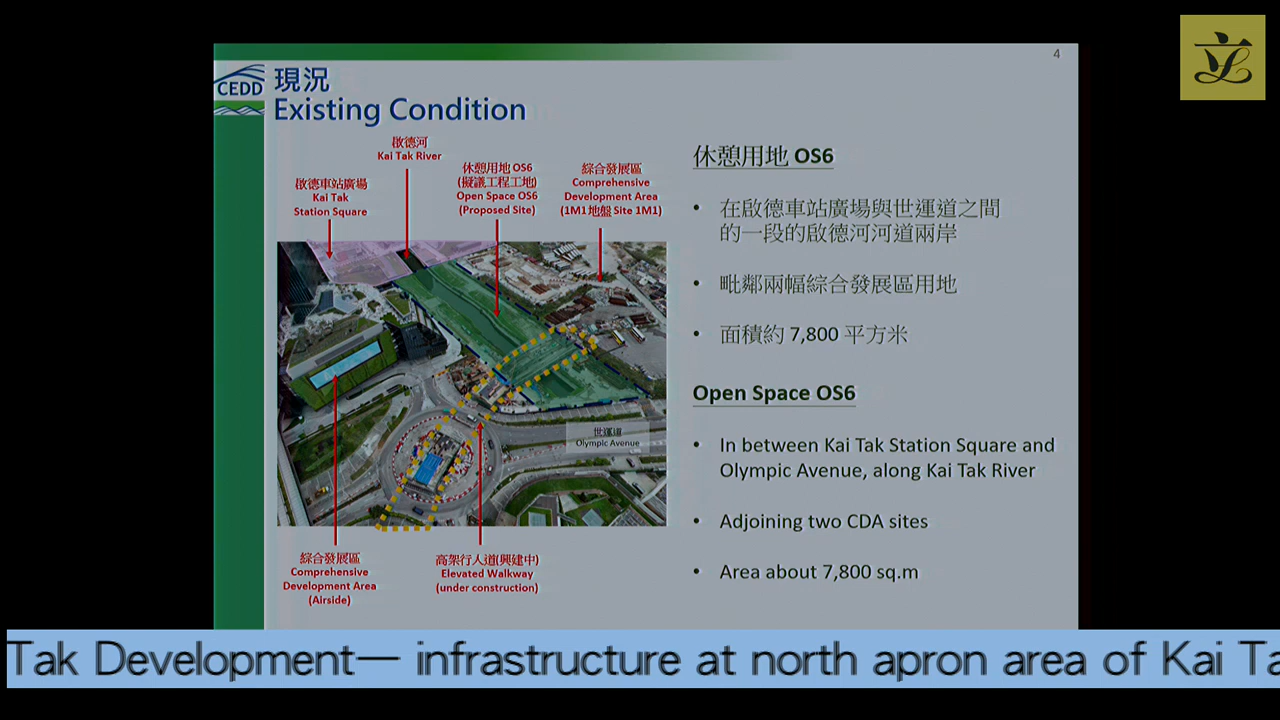 4
CEDD
現況
Existing Condition
啟德河
Kai Tak River
啟德車站廣場
Kai Tak
Station Square
休憩用地 OS6
(擬議工程工地)
Open Space OS6
(Proposed Site)
綜合發展區
Comprehensive
Development Area
(1M1地盤 Site 1M1)
世運道
Olympic Avenue
綜合發展區
Comprehensive
Development Area
(Airside)
高架行人道(興建中)
Elevated Walkway
(under construction)
休憩用地 OS6
• 在啟德車站廣場與世運道之間
的一段的啟德河河道兩岸
• 毗鄰兩幅綜合發展區用地
• 面積約 7,800 平方米
Open Space OS6
• In between Kai Tak Station Square and
Olympic Avenue, along Kai Tak River
• Adjoining two CDA sites
• Area about 7,800 sq.m
Tak Development— infrastructure at north apron area of Kai Ta